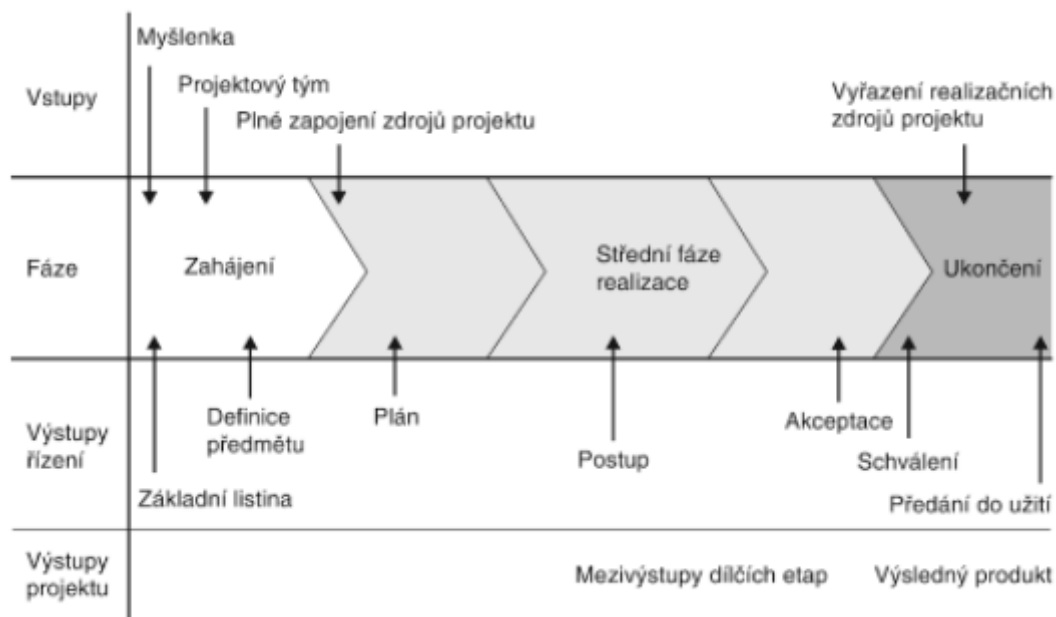 Myšlenka
Vstupy
Projektový tým
Plné zapojení zdrojů projektu
Vyřazení realizačních
zdrojů projektu
Fáze
Zahájení
Střední fáze
realizace
Ukončení
Výstupy
řízení
Definice
předmětu
Plán
Postup
Akceptace
Schválení
Základní listina
Předání do užití
Výstupy
projektu
Mezivýstupy dílčích etap
Výsledný produkt